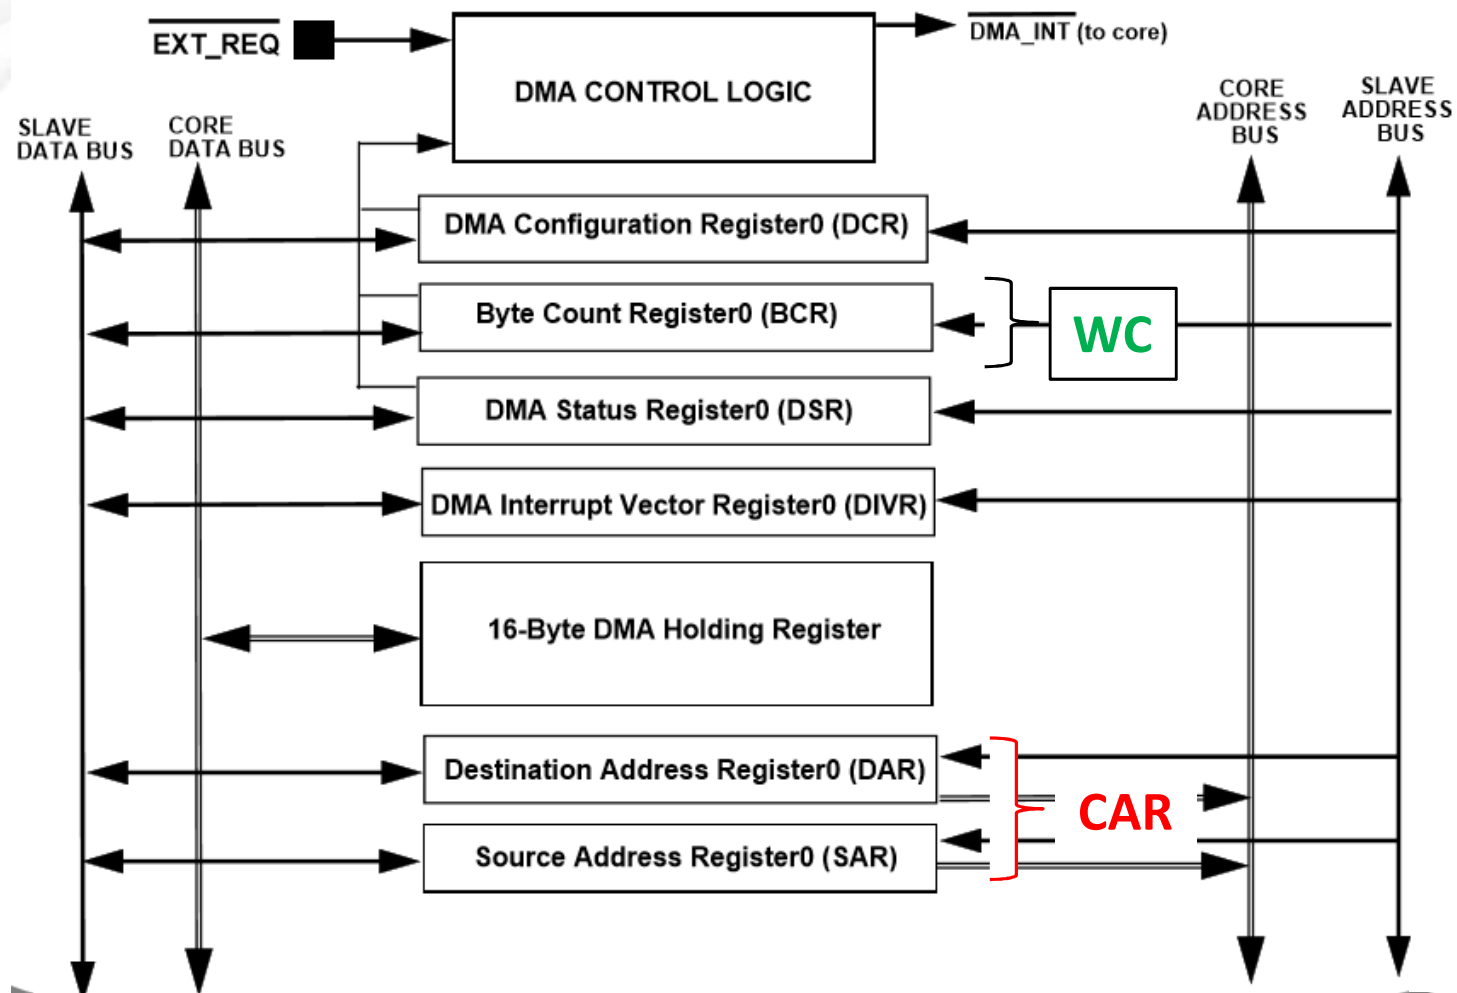 EXT_REQ
DMA_INT (to core)
DMA CONTROL LOGIC
SLAVE
DATA BUS
CORE
DATA BUS
CORE
ADDRESS
BUS
SLAVE
ADDRESS
BUS
DMA Configuration Register0 (DCR)
Byte Count Register0 (BCR)
WC
DMA Status Register0 (DSR)
DMA Interrupt Vector Register0 (DIVR)
16-Byte DMA Holding Register
Destination Address Register0 (DAR)
CAR
Source Address Register0 (SAR)